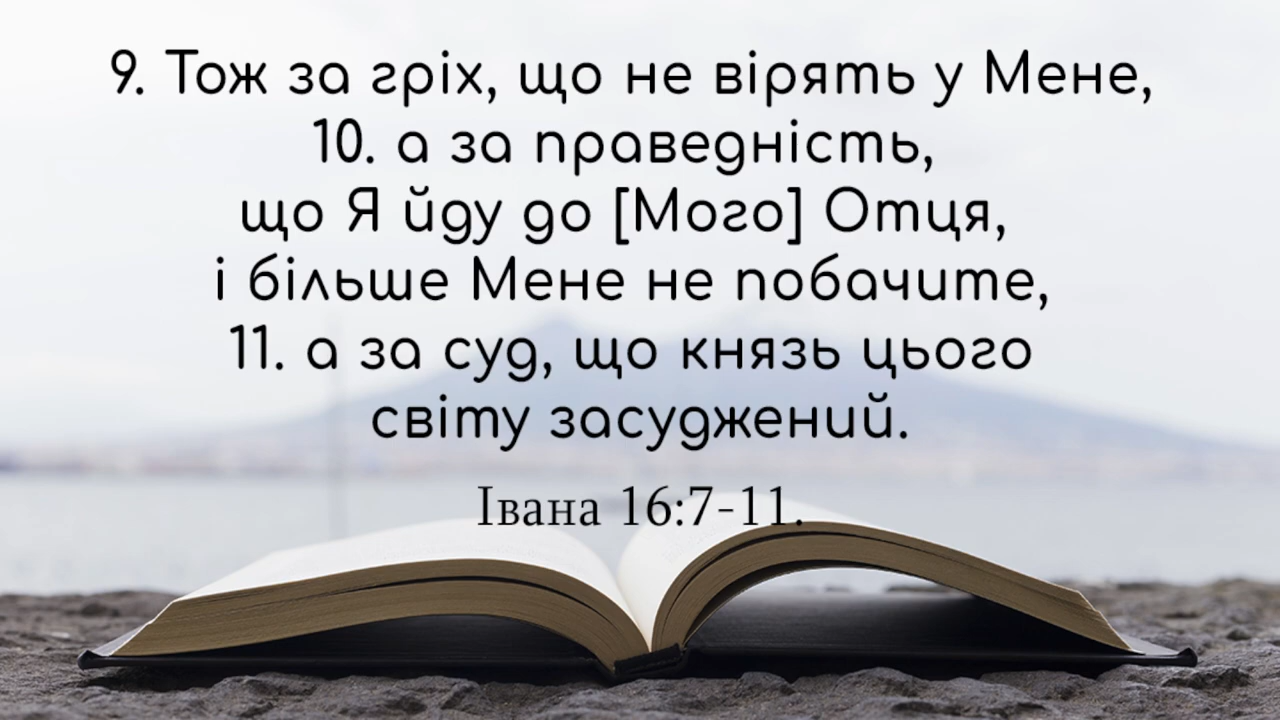 9. Тож за гріх, що не вірять у Мене,
10. а за праведність,
що Я йду до [Мого] Отця,
і більше Мене не побачите,
11. а за суд, що князь цього
світу засуджений.
Івана 16:7-11.